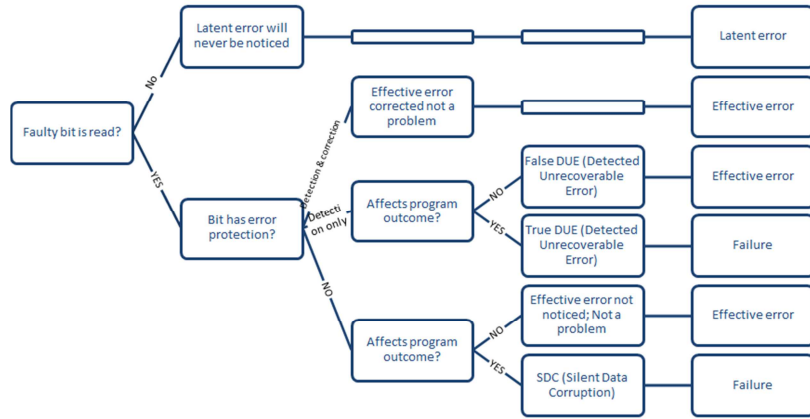 Faulty bit is read?
No
YES
Latent error will
never be noticed
Latent error
Bit has error
protection?
Detection & correction
Detecti
on only
NO
Effective error
corrected not a
problem
Effective error
Affects program
outcome?
NO
YES
False DUE (Detected
Unrecoverable
Error)
Effective error
True DUE (Detected
Unrecoverable
Error)
Failure
Affects program
outcome?
NO
YES
Effective error not
noticed; Not a
problem
Effective error
SDC (Silent Data
Corruption)
Failure